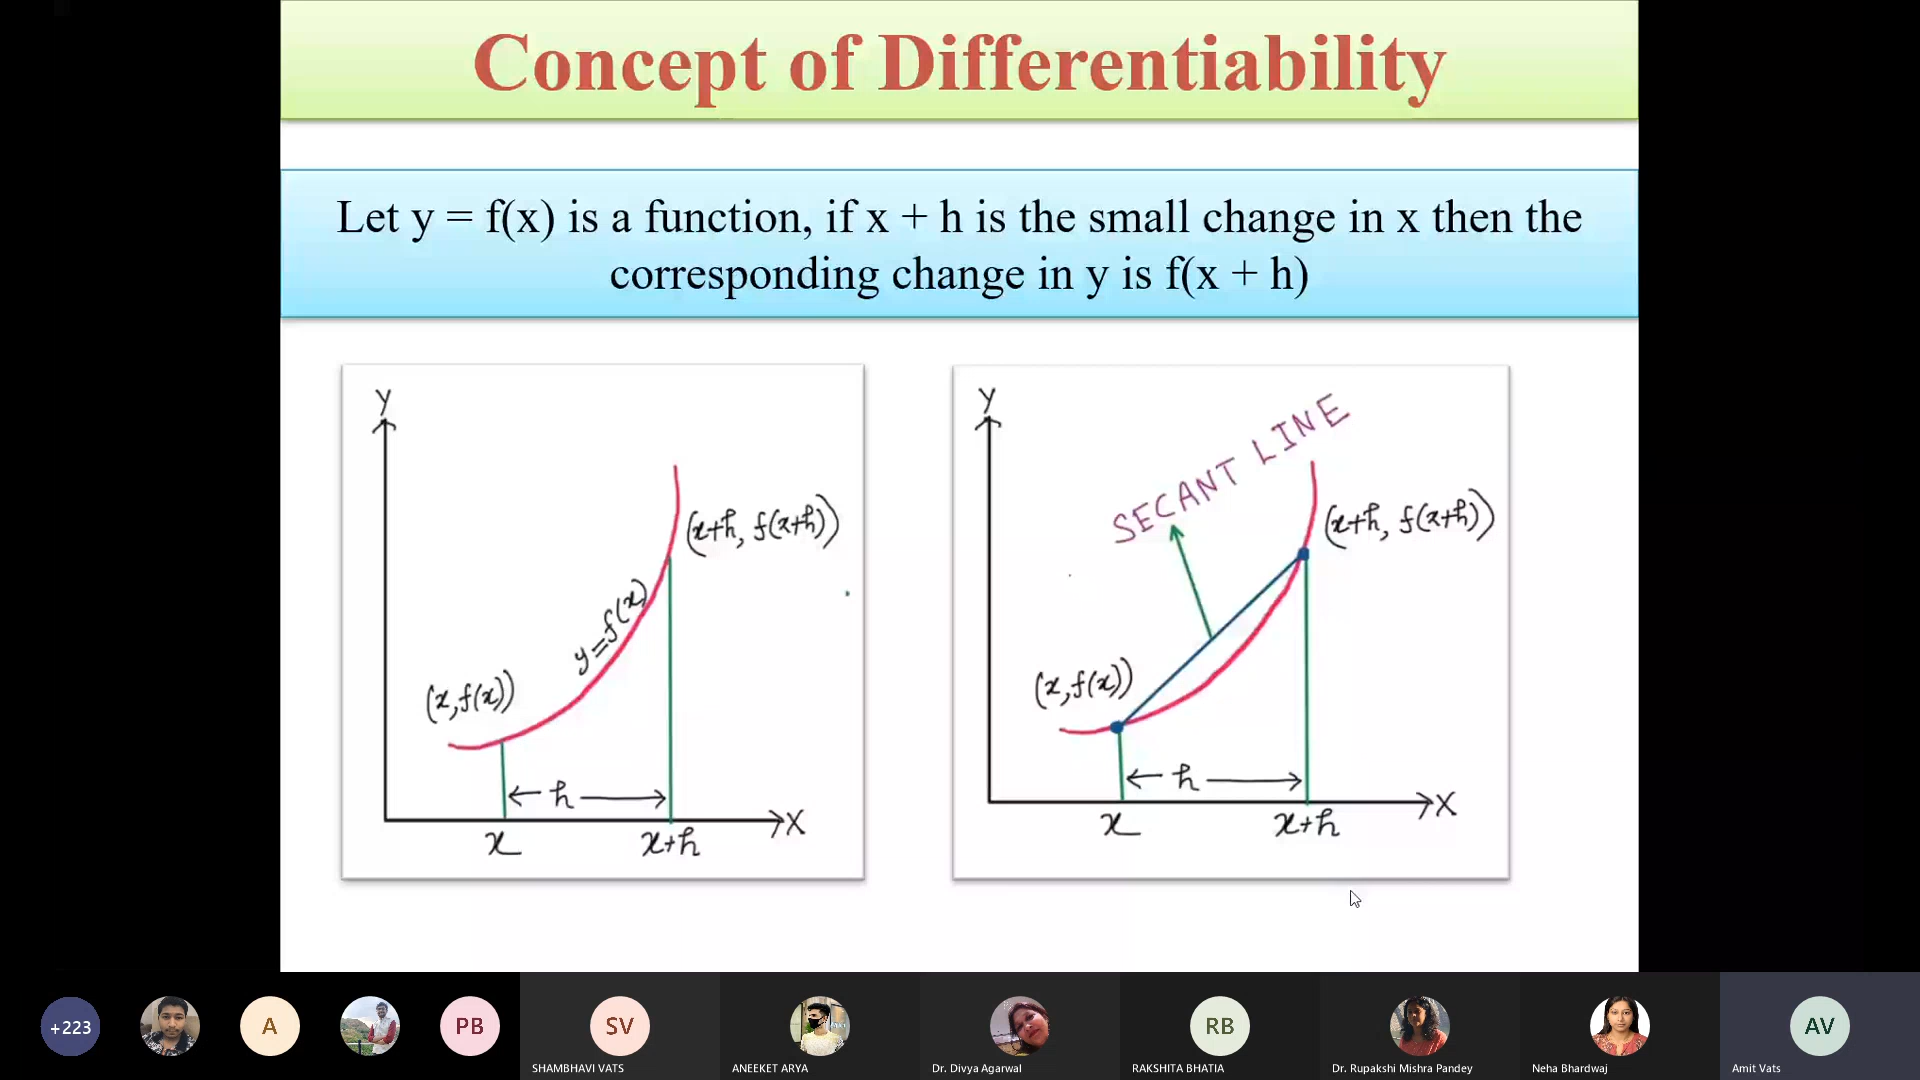 Concept of Differentiability
Let y = f(x) is a function, if x + h is the small change in x then the
corresponding change in y is f(x + h)
Y
(x+h, f(x+h))
y=f(x)
(x,f(x))
h
X
x
x+h
Y
SECANT LINE
(x+h, f(x+h))
(x,f(x))
h
X
x
x+h
+223
A
PB
SV
RB
AV
SHAMBHAVI VATS
ANEEKET ARYA
Dr. Divya Agarwal
RAKSHITA BHATIA
Dr. Rupakshi Mishra Pandey
Neha Bhardwaj
Amit Vats